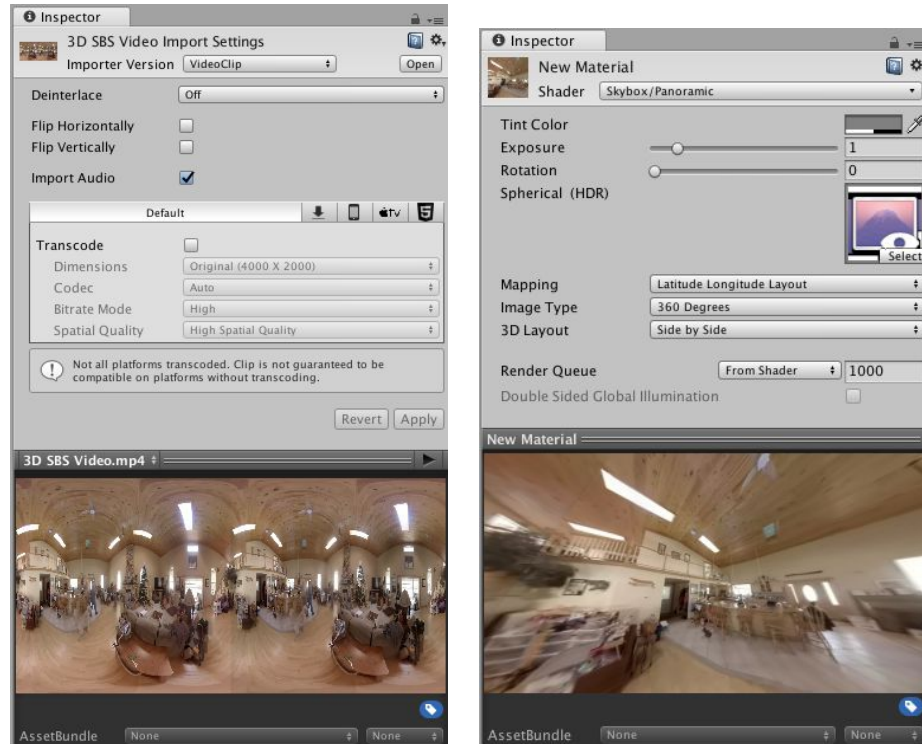 Inspector
3D SBS Video Import Settings
Importer Version VideoClip Open
Deinterlace Off
Flip Horizontally
Flip Vertically
Import Audio
Default tv 5
Transcode
Dimensions Original (4000 X 2000)
Codec Auto
Bitrate Mode High
Spatial Quality High Spatial Quality
! Not all platforms transcoded. Clip is not guaranteed to be
compatible on platforms without transcoding.
Revert Apply
3D SBS Video.mp4
AssetBundle None None
Inspector
New Material
Shader Skybox/Panoramic
Tint Color
Exposure 1
Rotation 0
Spherical (HDR)
Select
Mapping Latitude Longitude Layout
Image Type 360 Degrees
3D Layout Side by Side
Render Queue From Shader 1000
Double Sided Global Illumination
New Material
AssetBundle None None